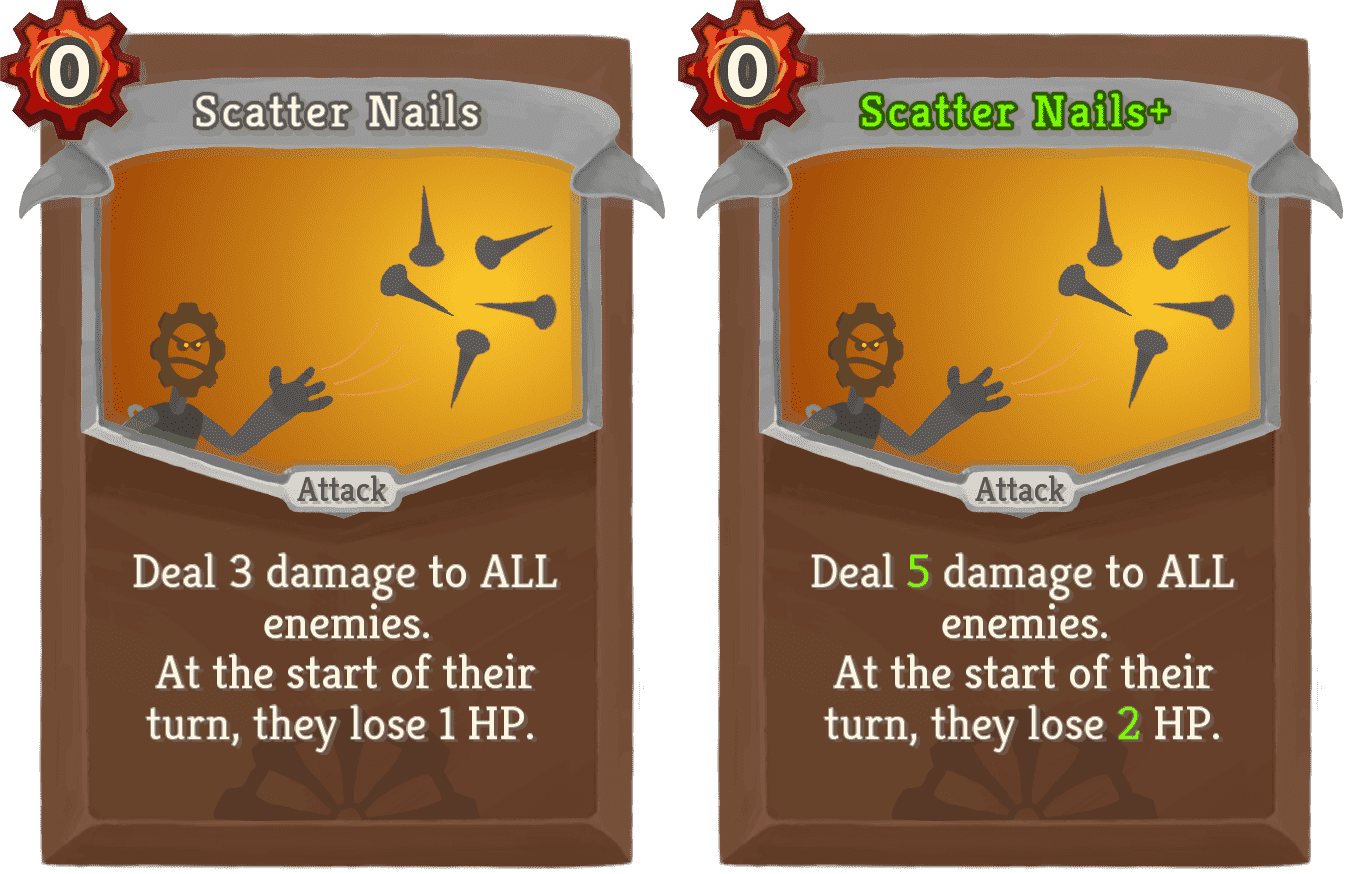 0
Scatter Nails
Attack
Deal 3 damage to ALL
enemies.
At the start of their
turn, they lose 1 HP.
0
Scatter Nails+
Attack
Deal 5 damage to ALL
enemies.
At the start of their
turn, they lose 2 HP.